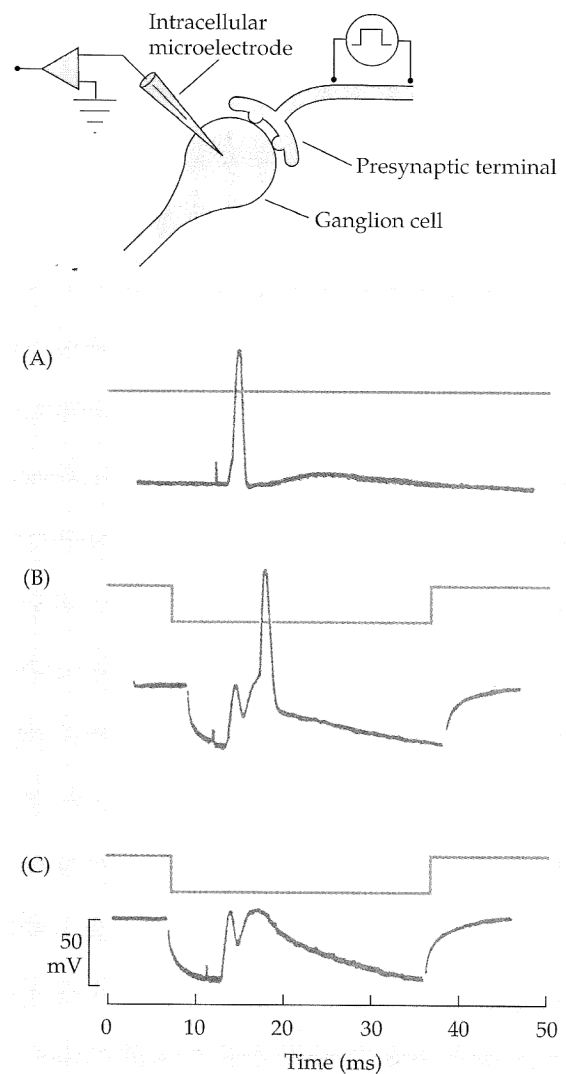 Intracellular
microelectrode
Presynaptic terminal
Ganglion cell
(A)
(B)
(C)
50
mV
0 10 20 30 40 50
Time (ms)